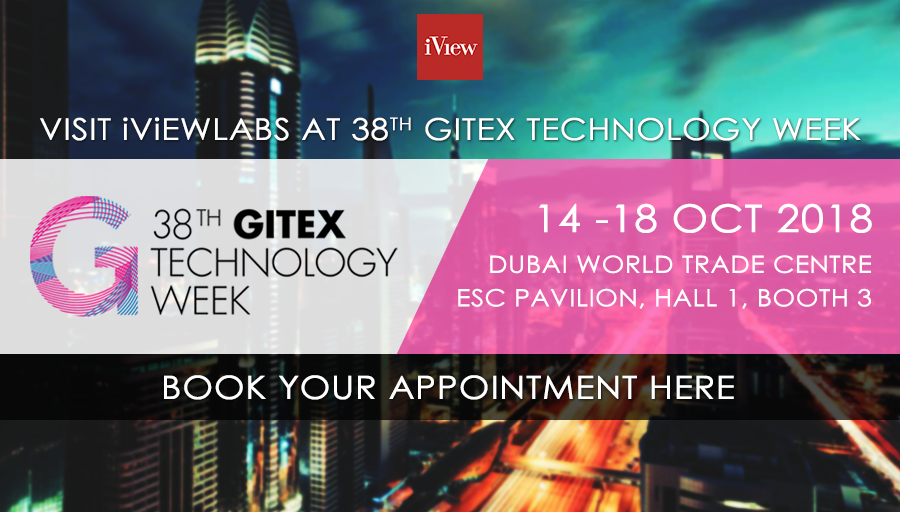 iView
VISIT iViEWLABS AT 38TH GITEX TECHNOLOGY WEEK
38TH GITEX
TECHNOLOGY
WEEK
14 -18 OCT 2018
DUBAI WORLD TRADE CENTRE
ESC PAVILION, HALL 1, BOOTH 3
BOOK YOUR APPOINTMENT HERE